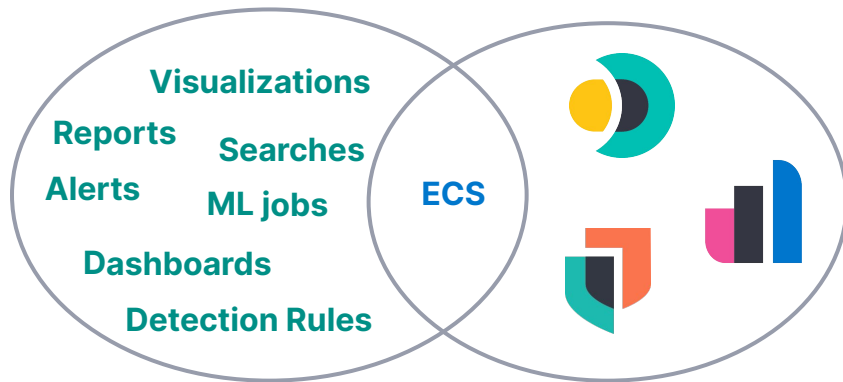 Visualizations
Reports
Searches
Alerts
ML jobs
ECS
Dashboards
Detection Rules